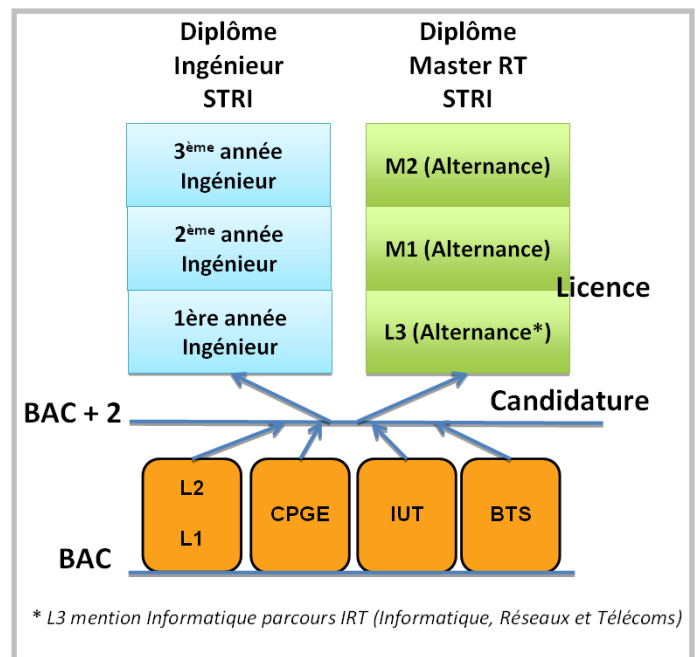 Diplôme
Ingénieur
STRI
Diplôme
Master RT
STRI
3ème année
Ingénieur
M2 (Alternance)
2ème année
Ingénieur
M1 (Alternance)
Licence
1ère année
Ingénieur
L3 (Alternance*)
BAC + 2
Candidature
L2
L1
CPGE
IUT
BTS
BAC
* L3 mention Informatique parcours IRT (Informatique, Réseaux et Télécoms)